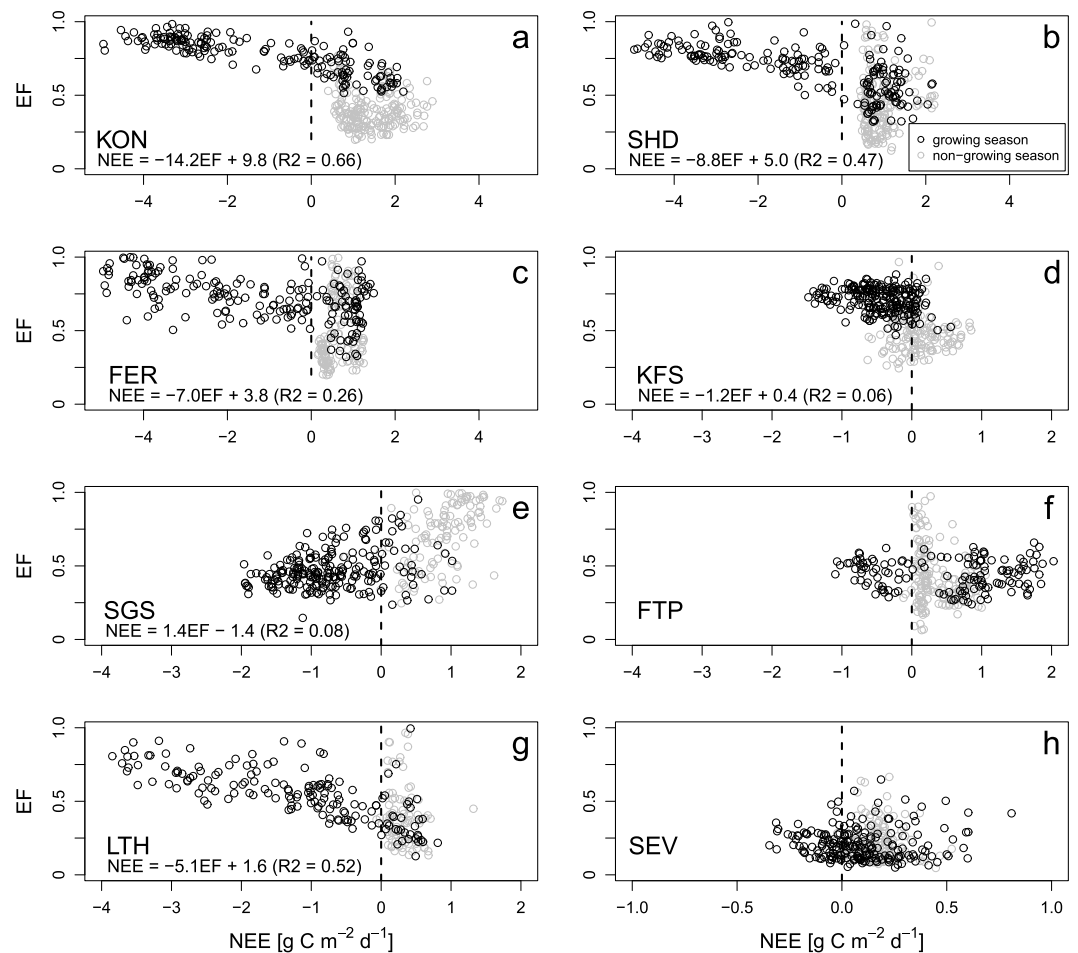 a
EF
0 0.5 1.0
KON
NEE = −14.2EF + 9.8 (R2 = 0.66)
−4 −2 0 2 4
b
0 0.5 1.0
SHD
NEE = −8.8EF + 5.0 (R2 = 0.47)
growing season
non−growing season
−4 −2 0 2 4
c
EF
0 0.5 1.0
FER
NEE = −7.0EF + 3.8 (R2 = 0.26)
−4 −2 0 2 4
d
0 0.5 1.0
KFS
NEE = −1.2EF + 0.4 (R2 = 0.06)
−4 −3 −2 −1 0 1 2
e
EF
0 0.5 1.0
SGS
NEE = 1.4EF − 1.4 (R2 = 0.08)
−4 −3 −2 −1 0 1 2
f
0 0.5 1.0
FTP
−4 −3 −2 −1 0 1 2
g
EF
0 0.5 1.0
LTH
NEE = −5.1EF + 1.6 (R2 = 0.52)
−4 −3 −2 −1 0 1 2
NEE [g C m⁻² d⁻¹]
h
0 0.5 1.0
SEV
−1.0 −0.5 0.0 0.5 1.0
NEE [g C m⁻² d⁻¹]